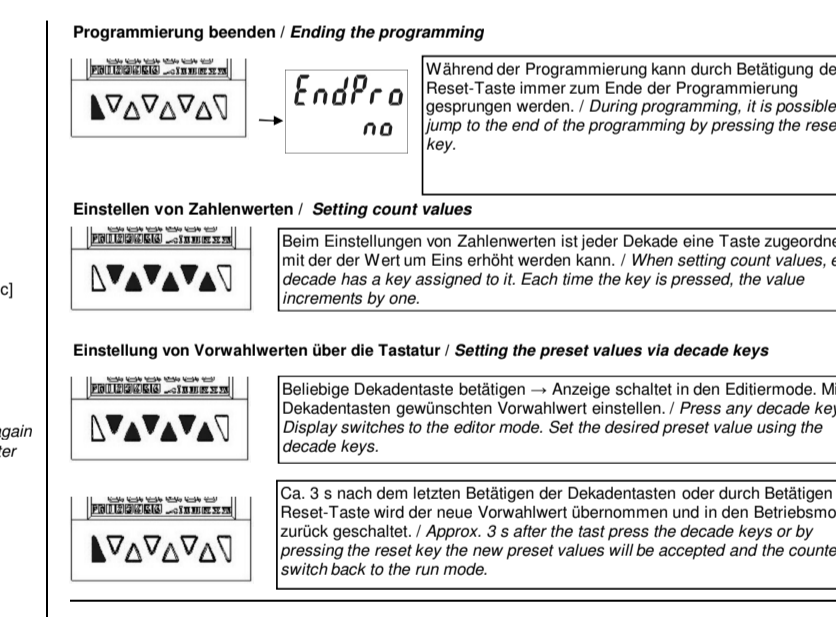 Programmierung beenden / Ending the programming
EndPro
no
Während der Programmierung kann durch Betätigung de
Reset-Taste immer zum Ende der Programmierung
gesprungen werden. / During programming, it is possible
jump to the end of the programming by pressing the rese
key.
Einstellen von Zahlenwerten / Setting count values
Beim Einstellungen von Zahlenwerten ist jeder Dekade eine Taste zugeordne
mit der der Wert um Eins erhöht werden kann. / When setting count values, e
decade has a key assigned to it. Each time the key is pressed, the value
increments by one.
c]
Einstellung von Vorwahlwerten über die Tastatur / Setting the preset values via decade keys
Beliebige Dekadentaste betätigen → Anzeige schaltet in den Editiermode. Mi
Dekadentasten gewünschten Vorwahlwert einstellen. / Press any decade key
Display switches to the editor mode. Set the desired preset value using the
decade keys.
gain
ter
Ca. 3 s nach dem letzten Betätigen der Dekadentasten oder durch Betätigen
Reset-Taste wird der neue Vorwahlwert übernommen und in den Betriebsmo
zurück geschaltet. / Approx. 3 s after the tast press the decade keys or by
pressing the reset key the new preset values will be accepted and the counte
switch back to the run mode.